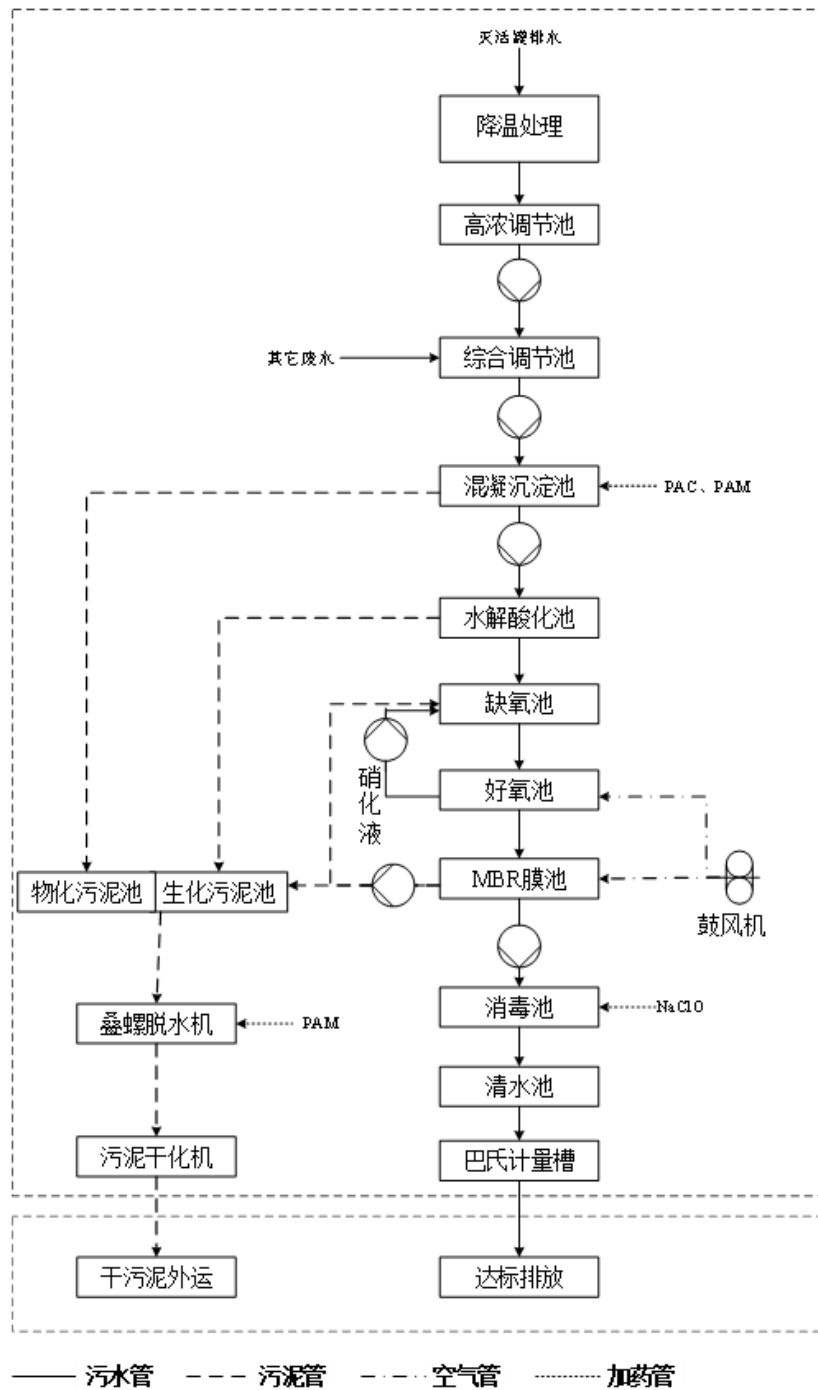 灭活罐排水
降温处理
高浓调节池
其它废水
综合调节池
混凝沉淀池
PAC、PAM
水解酸化池
缺氧池
硝化液
好氧池
物化污泥池
生化污泥池
MBR膜池
鼓风机
叠螺脱水机
PAM
消毒池
NaClO
清水池
污泥干化机
巴氏计量槽
干污泥外运
达标排放
污水管
污泥管
空气管
加药管